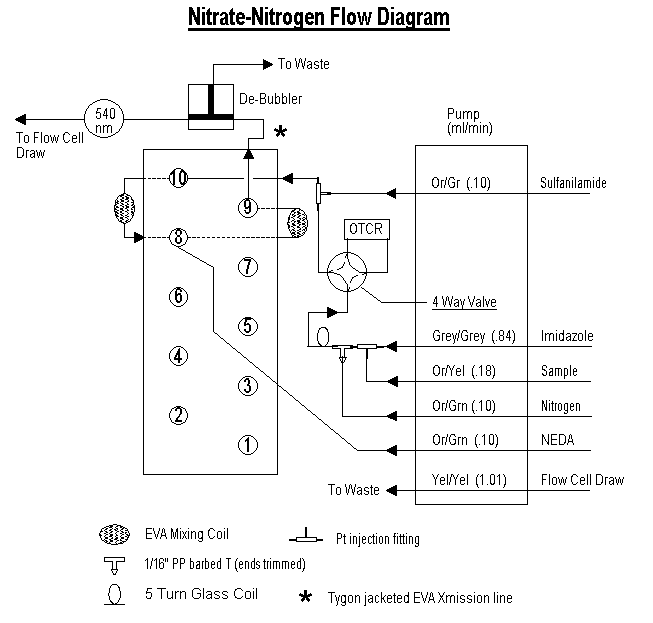 Nitrate-Nitrogen Flow Diagram
To Waste
De-Bubbler
540
nm
To Flow Cell
Draw
*
Pump
(ml/min)
10
Or/Gr (.10) Sulfanilamide
9
8
OTCR
7
6
4 Way Valve
5
Grey/Grey (.84) Imidazole
4
Or/Yel (.18) Sample
3
2
Or/Grn (.10) Nitrogen
1
Or/Grn (.10) NEDA
To Waste Yel/Yel (1.01) Flow Cell Draw
EVA Mixing Coil
Pt injection fitting
1/16" PP barbed T (ends trimmed)
5 Turn Glass Coil
* Tygon jacketed EVA Xmission line